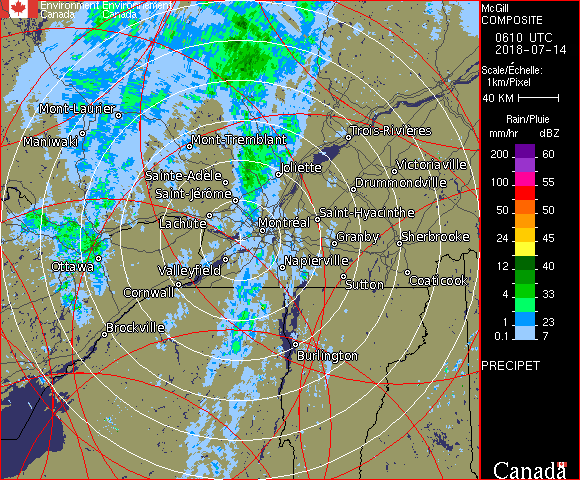 Environment Environnement
Canada Canada
McGill
COMPOSITE
0610 UTC
2018-07-14
Scale/Échelle:
1km/Pixel
40 KM
Rain/Pluie
mm/hr dBZ
200 60
150 57
100 55
50 50
24 45
12 40
4 33
2 23
0.1 7
PRECIPET
Canada
Mont-Laurier
Maniwaki
Mont-Tremblant
Trois-Rivières
Sainte-Adèle
Joliette
Victoriaville
Saint-Jérôme
Drummondville
Lachute
Montréal
Saint-Hyacinthe
Ottawa
Valleyfield
Granby
Sherbrooke
Napierville
Cornwall
Sutton
Coaticook
Brockville
Burlington